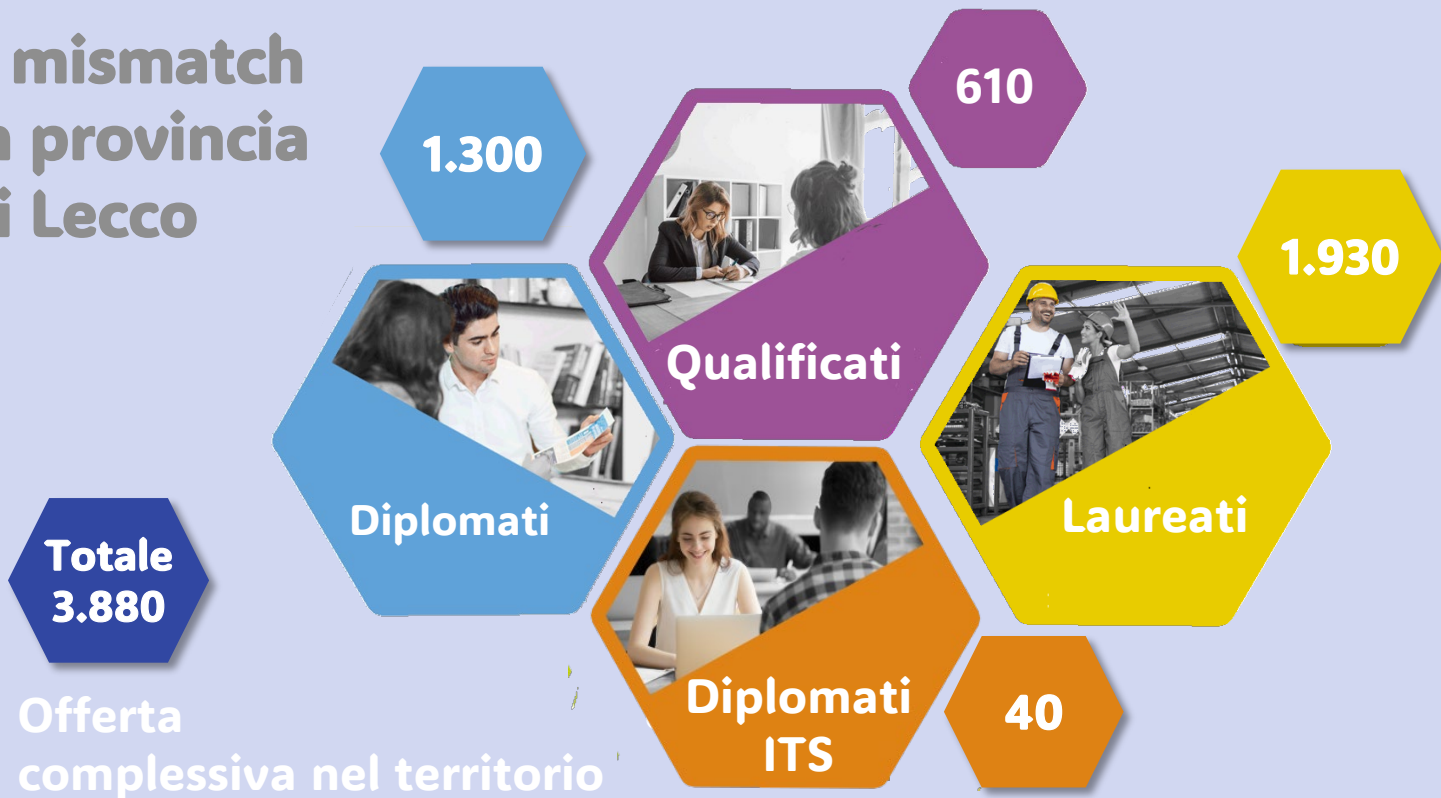 mismatch
provincia
Lecco
610
1.300
1.930
Qualificati
Diplomati
Laureati
Totale
3.880
Diplomati
ITS
40
Offerta
complessiva nel territorio